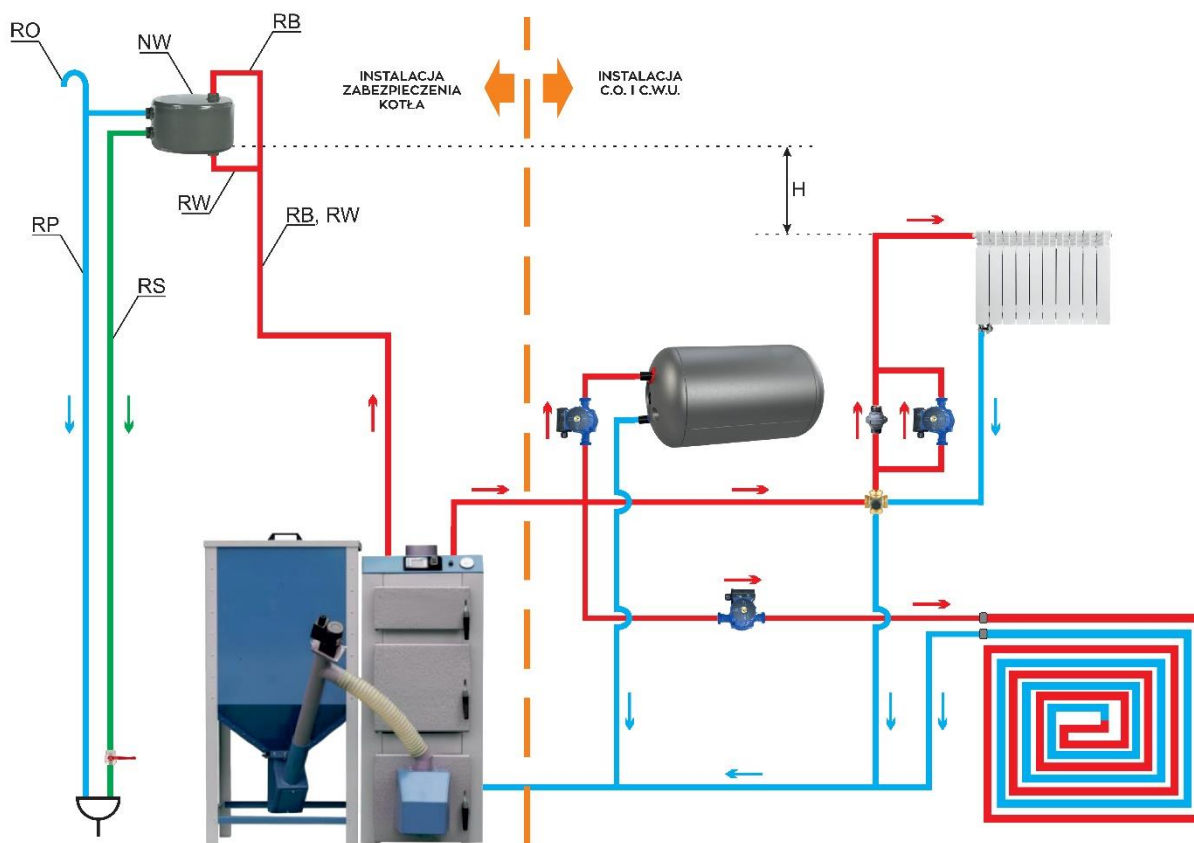 RO
NW
RB
INSTALACJA
ZABEZPIECZENIA
KOTŁA
INSTALACJA
C.O. I C.W.U.
RW
H
RP
RB, RW
RS